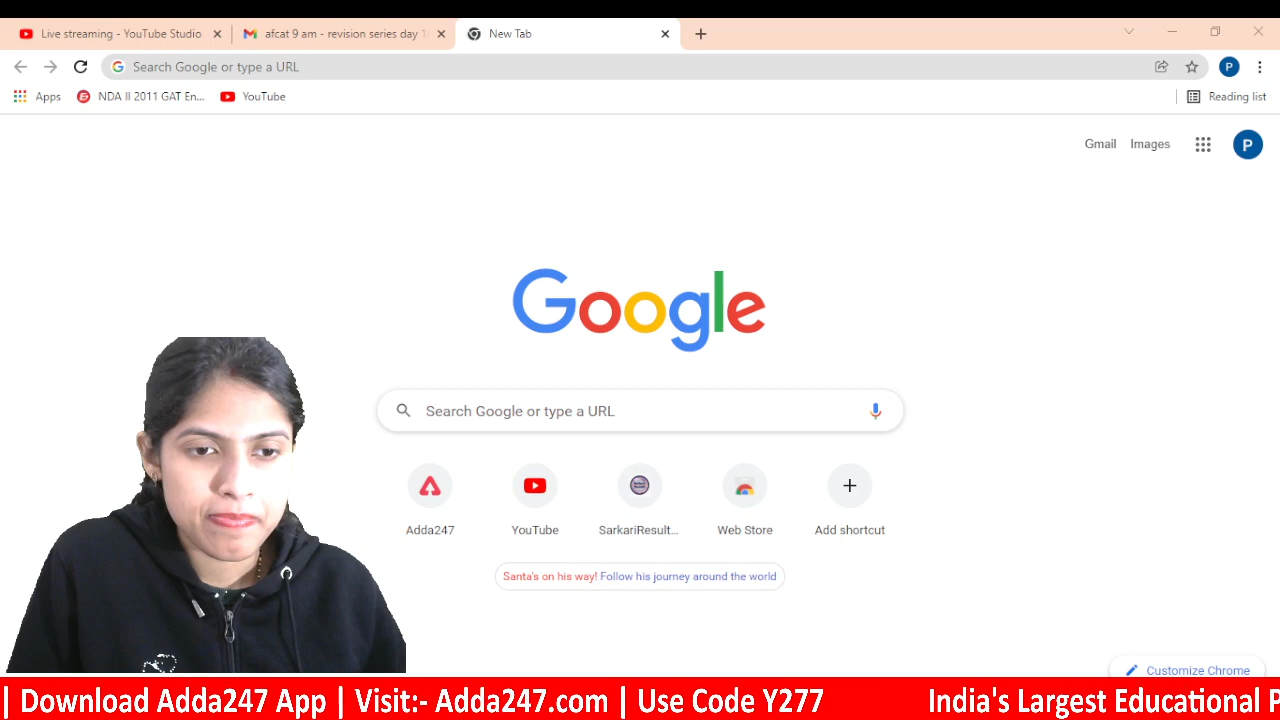 Live streaming - YouTube Studio
afcat 9 am - revision series day 1
New Tab
Search Google or type a URL
P
Apps
NDA II 2011 GAT En...
YouTube
Reading list
Gmail
Images
P
Google
Search Google or type a URL
Adda247
YouTube
SarkariResult...
Web Store
Add shortcut
Santa's on his way! Follow his journey around the world
Customize Chrome
| Download Adda247 App | Visit:- Adda247.com | Use Code Y277 India's Largest Educational P